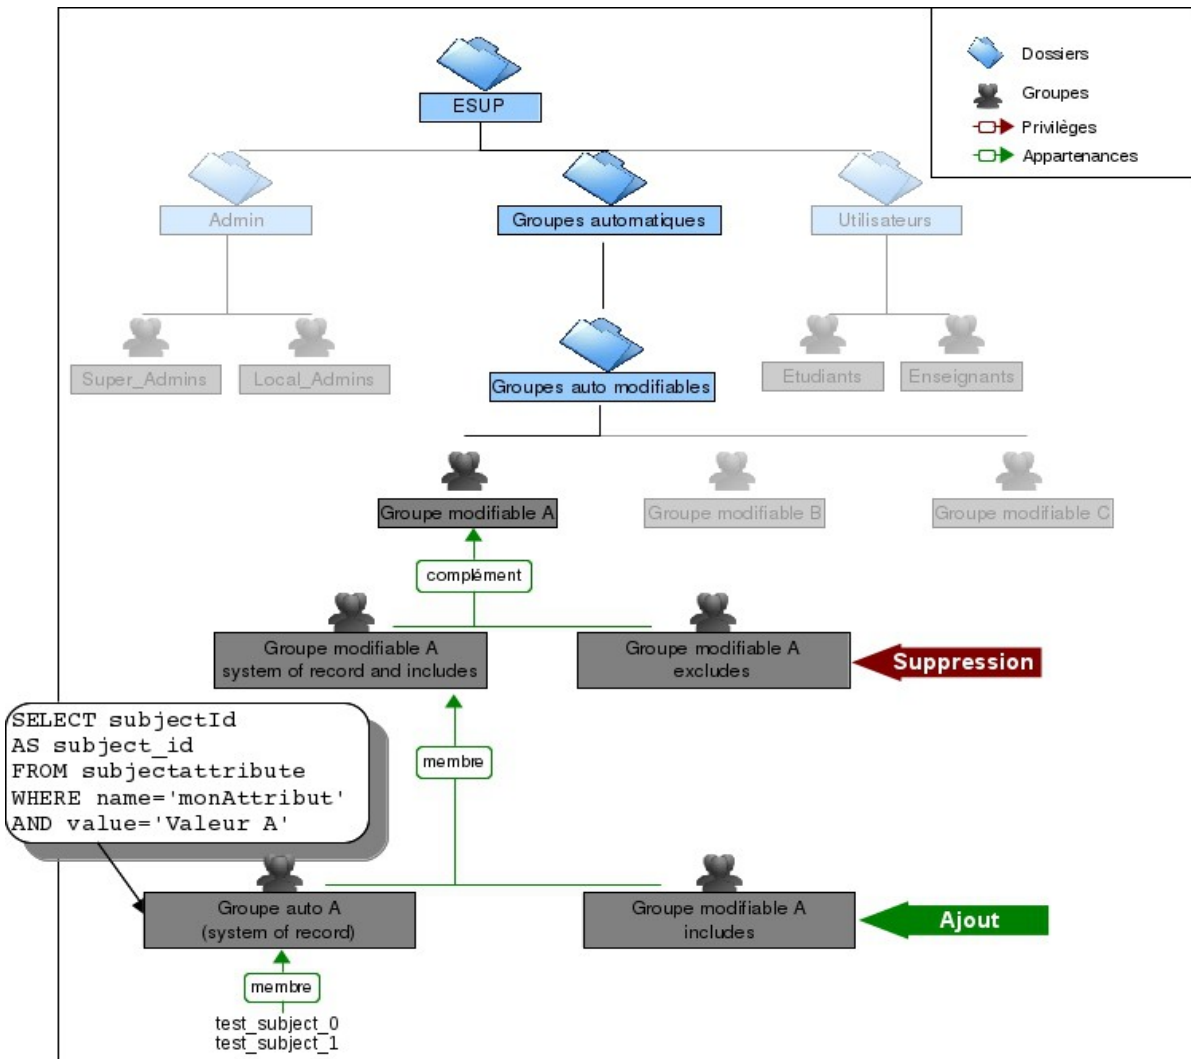 Dossiers
Groupes
Privilèges
Appartenances
ESUP
Admin
Groupes automatiques
Utilisateurs
Super_Admins
Local_Admins
Groupes auto modifiables
Etudiants
Enseignants
Groupe modifiable A
Groupe modifiable B
Groupe modifiable C
complément
Groupe modifiable A
system of record and includes
Groupe modifiable A
excludes
Suppression
SELECT subjectId
AS subject_id
FROM subjectattribute
WHERE name='monAttribut'
AND value='Valeur A'
membre
Groupe auto A
(system of record)
Groupe modifiable A
includes
Ajout
membre
test_subject_0
test_subject_1